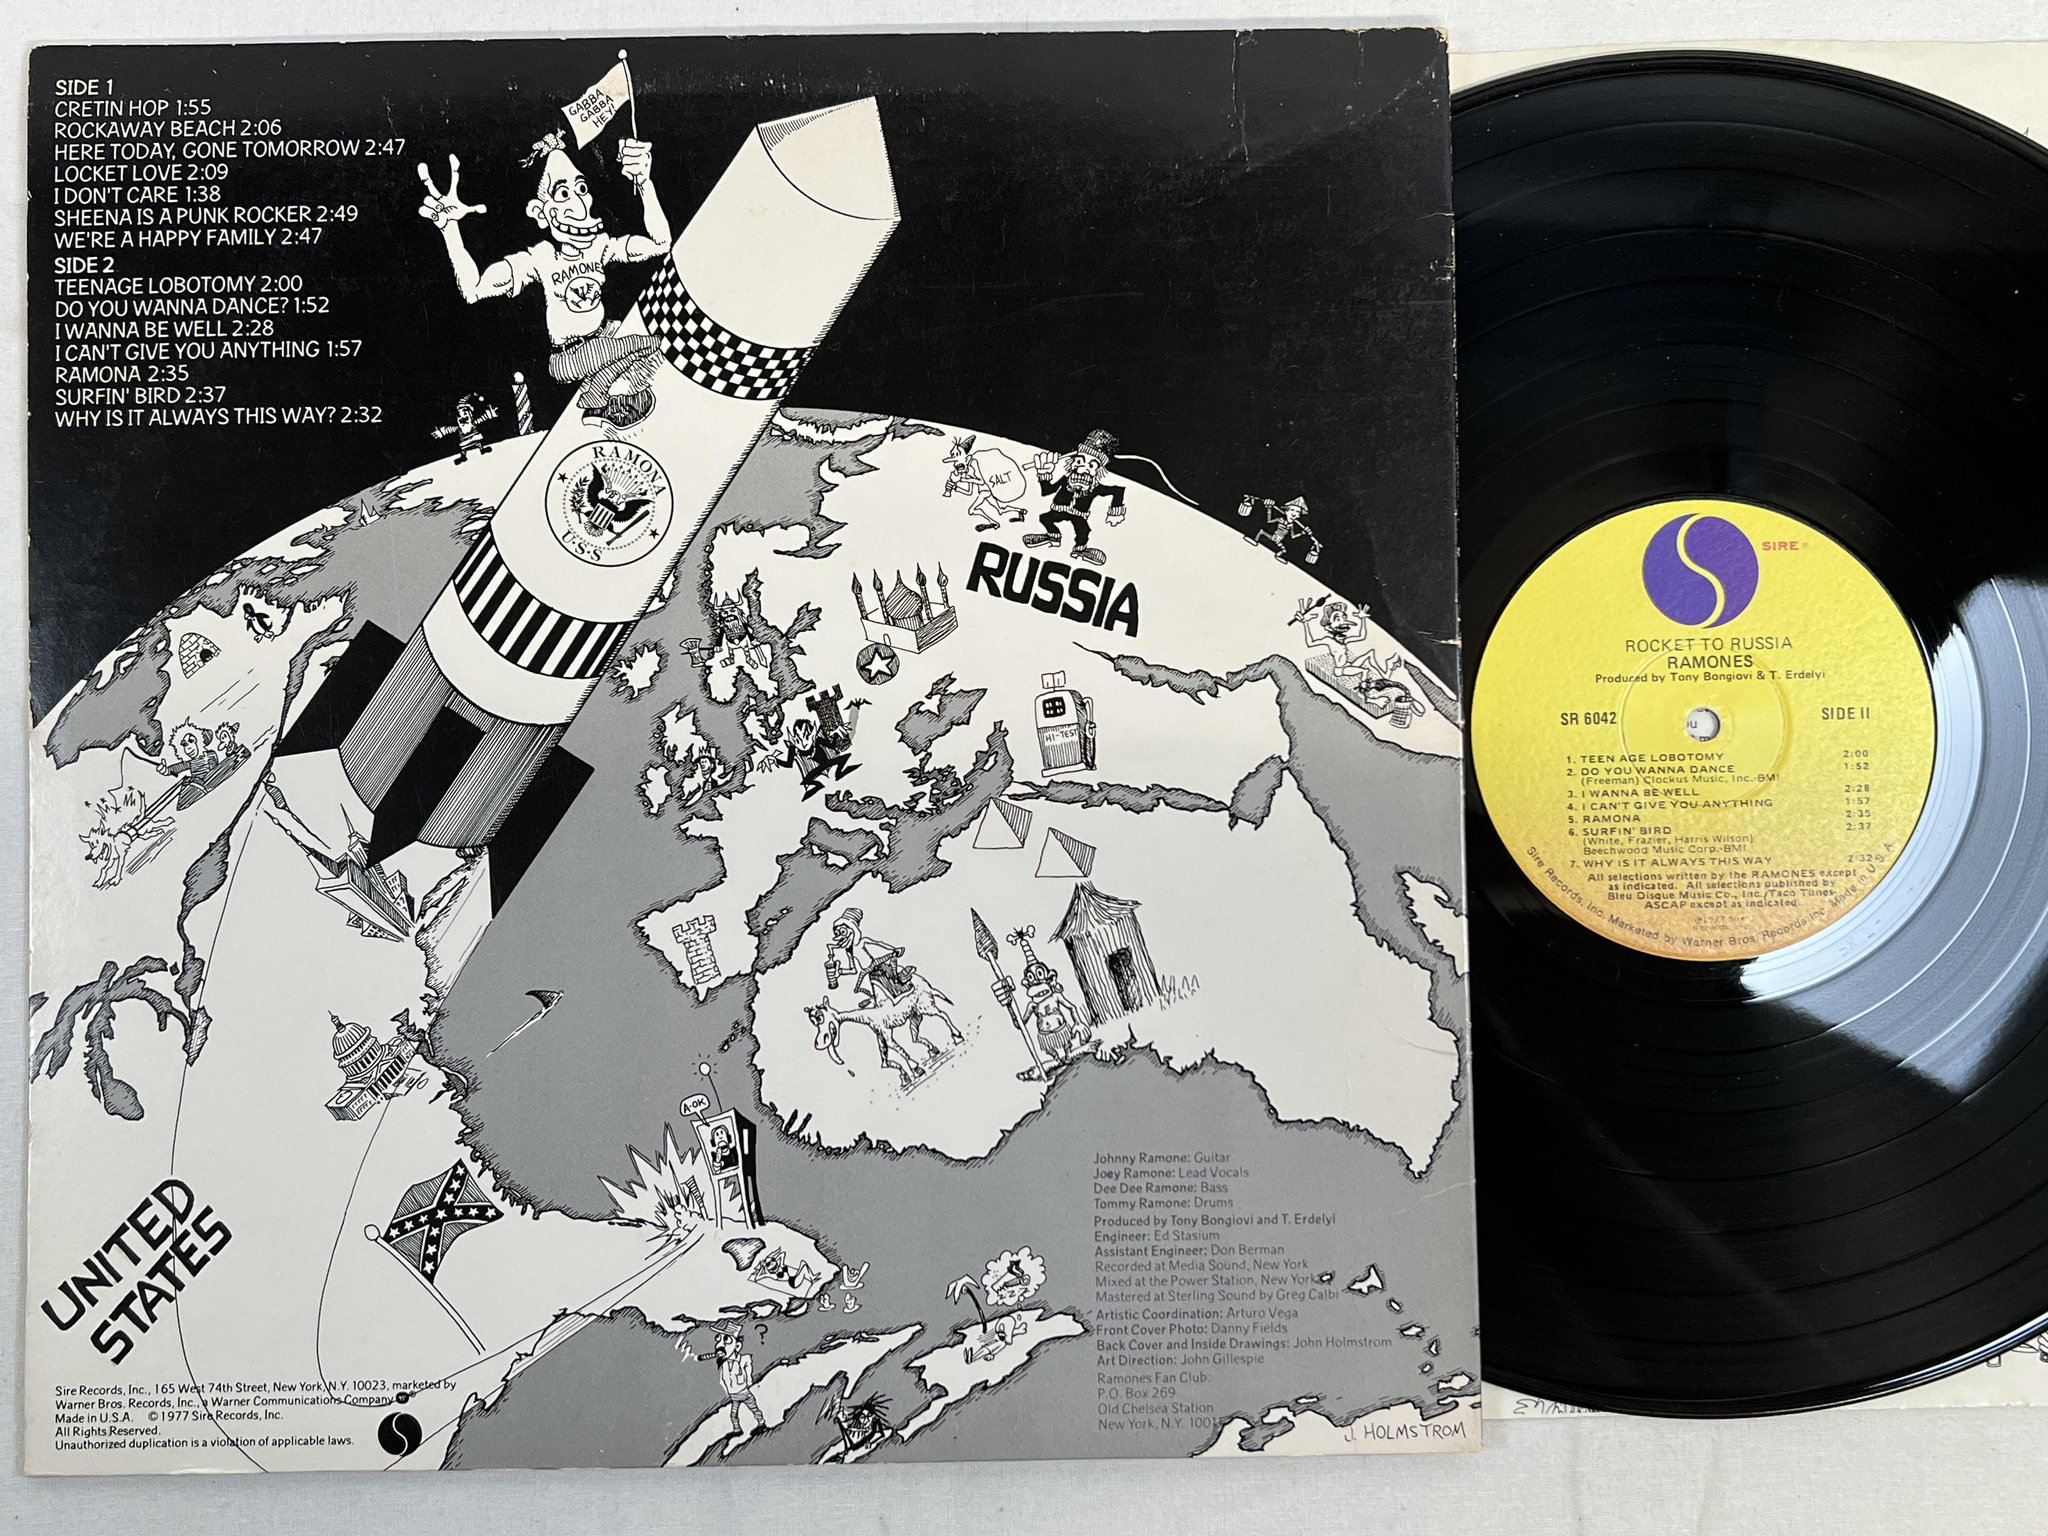 SIDE 1
CRETIN HOP 1:55
ROCKAWAY BEACH 2:06
HERE TODAY, GONE TOMORROW 2:47
LOCKET LOVE 2:09
I DON'T CARE 1:38
SHEENA IS A PUNK ROCKER 2:49
WE'RE A HAPPY FAMILY 2:47
SIDE 2
TEENAGE LOBOTOMY 2:00
DO YOU WANNA DANCE? 1:52
I WANNA BE WELL 2:28
I CAN'T GIVE YOU ANYTHING 1:57
RAMONA 2:35
SURFIN' BIRD 2:37
WHY IS IT ALWAYS THIS WAY? 2:32
GABBA
GABBA
HEY!
RAMONE
RAMONA
U·S·S
SALT
RUSSIA
HI-TEST
A-OK
?
UNITED
STATES
Johnny Ramone: Guitar
Joey Ramone: Lead Vocals
Dee Dee Ramone: Bass
Tommy Ramone: Drums
Produced by Tony Bongiovi and T. Erdelyi
Engineer: Ed Stasium
Assistant Engineer: Don Berman
Recorded at Media Sound, New York
Mixed at the Power Station, New York
Mastered at Sterling Sound by Greg Calbi
Artistic Coordination: Arturo Vega
Front Cover Photo: Danny Fields
Back Cover and Inside Drawings: John Holmstrom
Art Direction: John Gillespie
Ramones Fan Club:
P.O. Box 269
Old Chelsea Station
New York, N.Y. 1001
J. HOLMSTROM
Sire Records, Inc., 165 West 74th Street, New York, N.Y. 10023, marketed by
Warner Bros. Records, Inc., a Warner Communications Company
Made in U.S.A. ©1977 Sire Records, Inc.
All Rights Reserved.
Unauthorized duplication is a violation of applicable laws.
SIRE®
ROCKET TO RUSSIA
RAMONES
Produced by Tony Bongiovi & T. Erdelyi
SR 6042
SIDE II
1. TEEN AGE LOBOTOMY 2:00
2. DO YOU WANNA DANCE 1:52
(Freeman) Clockus Music, Inc.-BMI
3. I WANNA BE WELL 2:28
4. I CAN'T GIVE YOU ANYTHING 1:57
5. RAMONA 2:35
6. SURFIN' BIRD 2:37
(White, Frazier, Harris Wilson)
Beechwood Music Corp.-BMI
7. WHY IS IT ALWAYS THIS WAY 2:32
All selections written by the RAMONES except
as indicated. All selections published by
Bleu Disque Music Co., Inc./Taco Tunes-
ASCAP except as indicated.
℗1977 Sire
Records, Inc.
Sire Records, Inc. Marketed by Warner Bros. Records Inc. Made in U.S.A.